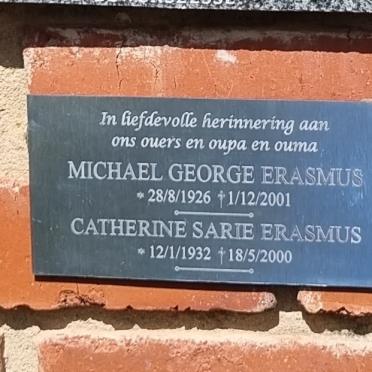 In liefdevolle herinnering aan
ons ouers en oupa en ouma
MICHAEL GEORGE ERASMUS
* 28/8/1926 †1/12/2001
CATHERINE SARIE ERASMUS
* 12/1/1932 †18/5/2000